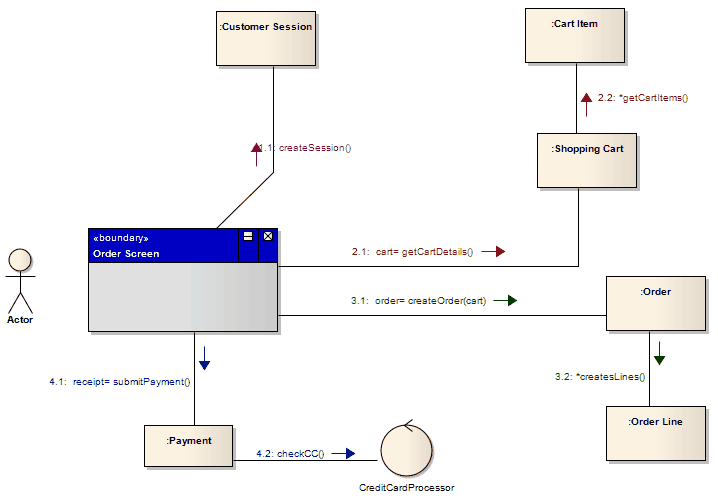 :Customer Session
:Cart Item
2.2: *getCartItems()
1.1: createSession()
:Shopping Cart
«boundary»
Order Screen
2.1: cart= getCartDetails()
:Order
3.1: order= createOrder(cart)
Actor
3.2: *createsLines()
4.1: receipt= submitPayment()
:Order Line
:Payment
4.2: checkCC()
CreditCardProcessor